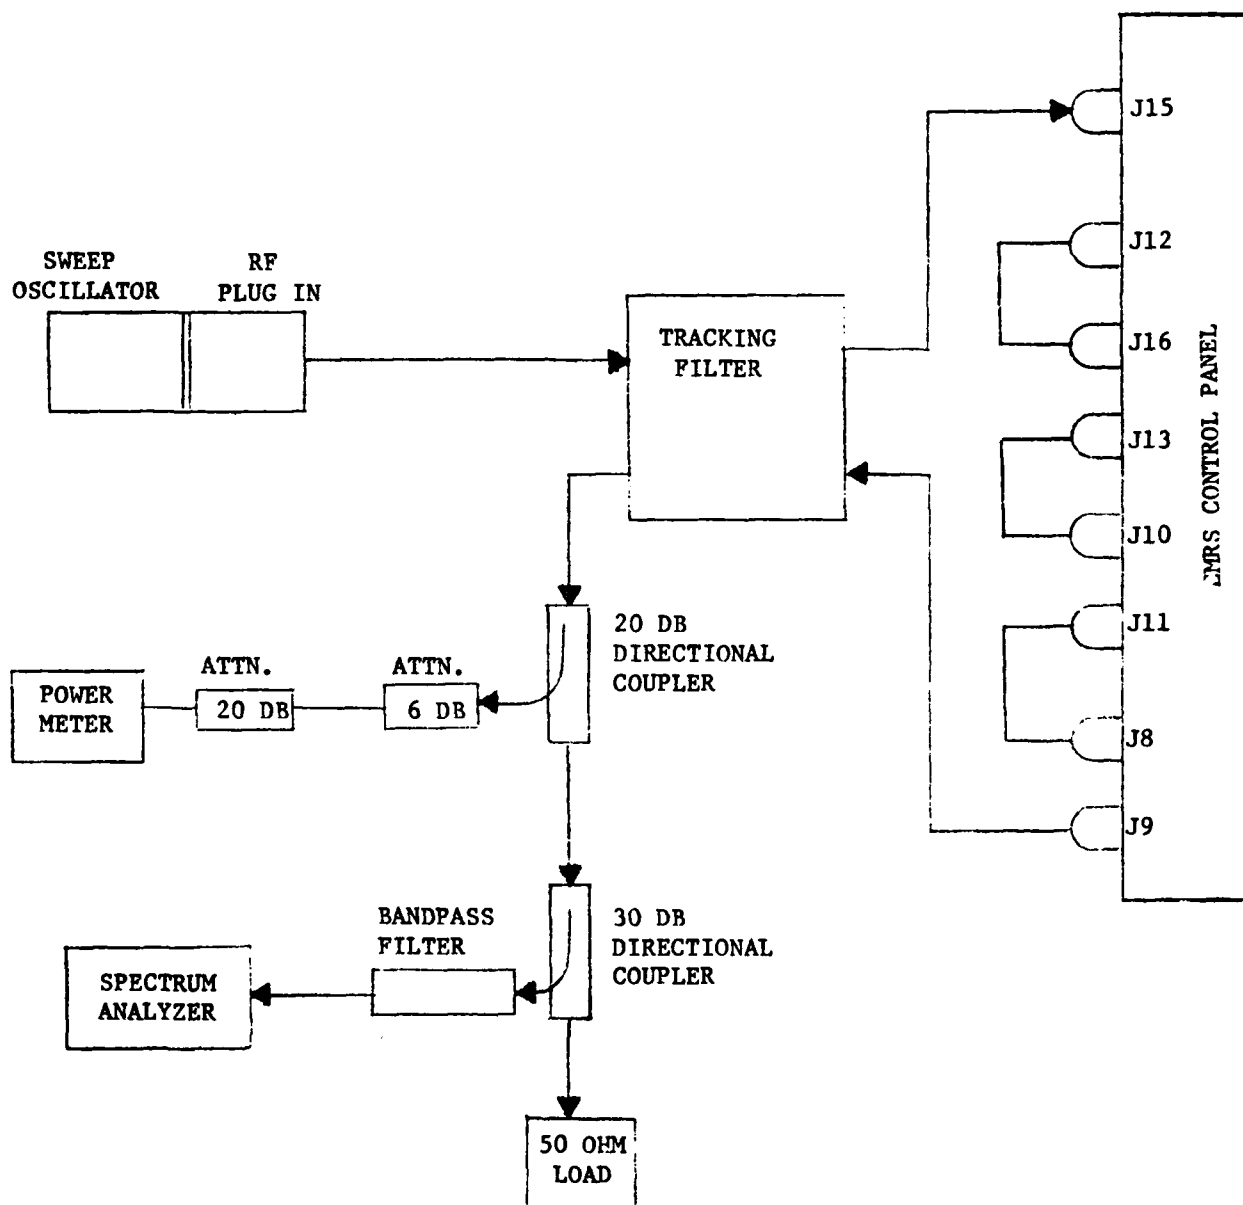 J15
J12
SWEEP
OSCILLATOR
RF
PLUG IN
TRACKING
FILTER
J16
J13
J10
J11
J8
J9
MRS CONTROL PANEL
20 DB
DIRECTIONAL
COUPLER
ATTN.
20 DB
ATTN.
6 DB
POWER
METER
BANDPASS
FILTER
30 DB
DIRECTIONAL
COUPLER
SPECTRUM
ANALYZER
50 OHM
LOAD